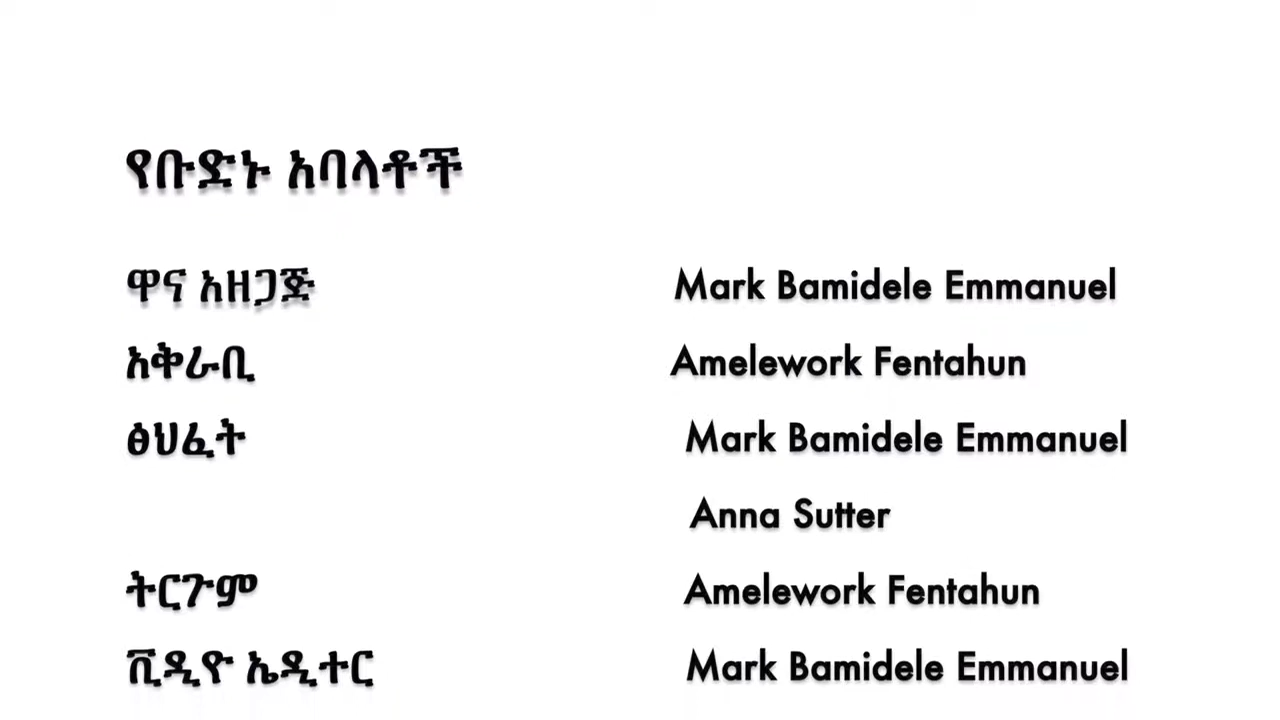 የቡድኑ አባላቶች
ዋና አዘጋጅ Mark Bamidele Emmanuel
አቅራቢ Amelework Fentahun
ፅህፈት Mark Bamidele Emmanuel
Anna Sutter
ትርጉም Amelework Fentahun
ቪዲዮ ኤዲተር Mark Bamidele Emmanuel